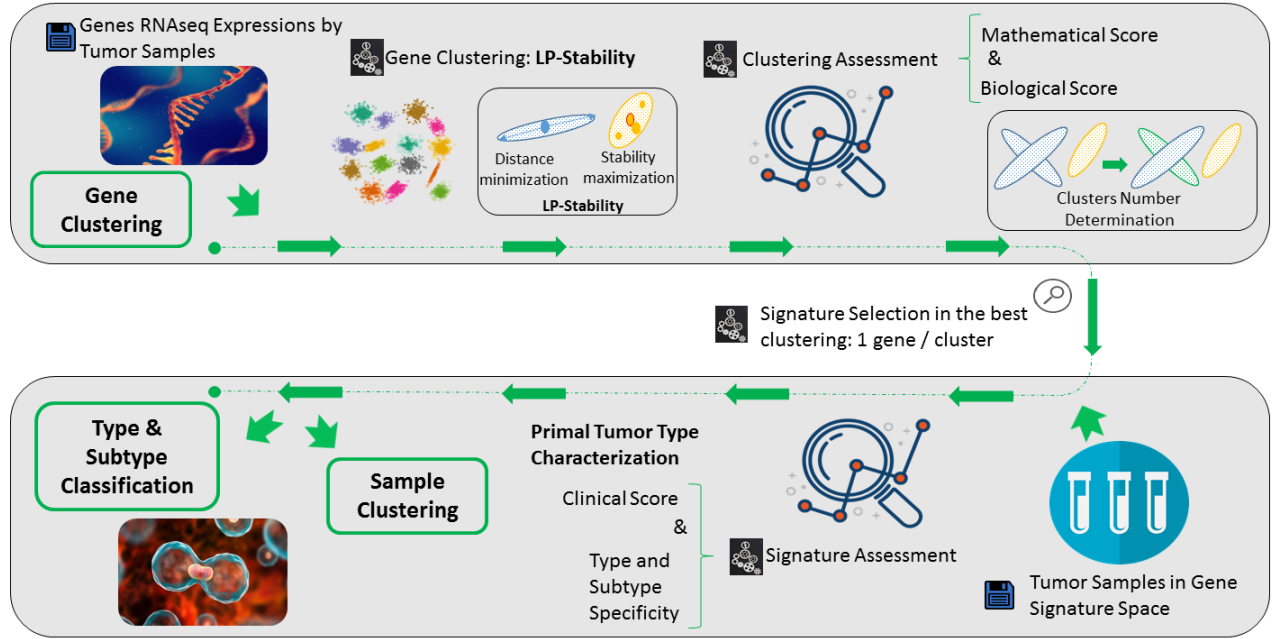 Genes RNAseq Expressions by
Tumor Samples
Gene Clustering: LP-Stability
Clustering Assessment
Mathematical Score
&
Biological Score
Distance
minimization
Stability
maximization
LP-Stability
Clusters Number
Determination
Gene
Clustering
Signature Selection in the best
clustering: 1 gene / cluster
Type &
Subtype
Classification
Sample
Clustering
Primal Tumor Type
Characterization
Clinical Score
&
Type and
Subtype
Specificity
Signature Assessment
Tumor Samples in Gene
Signature Space